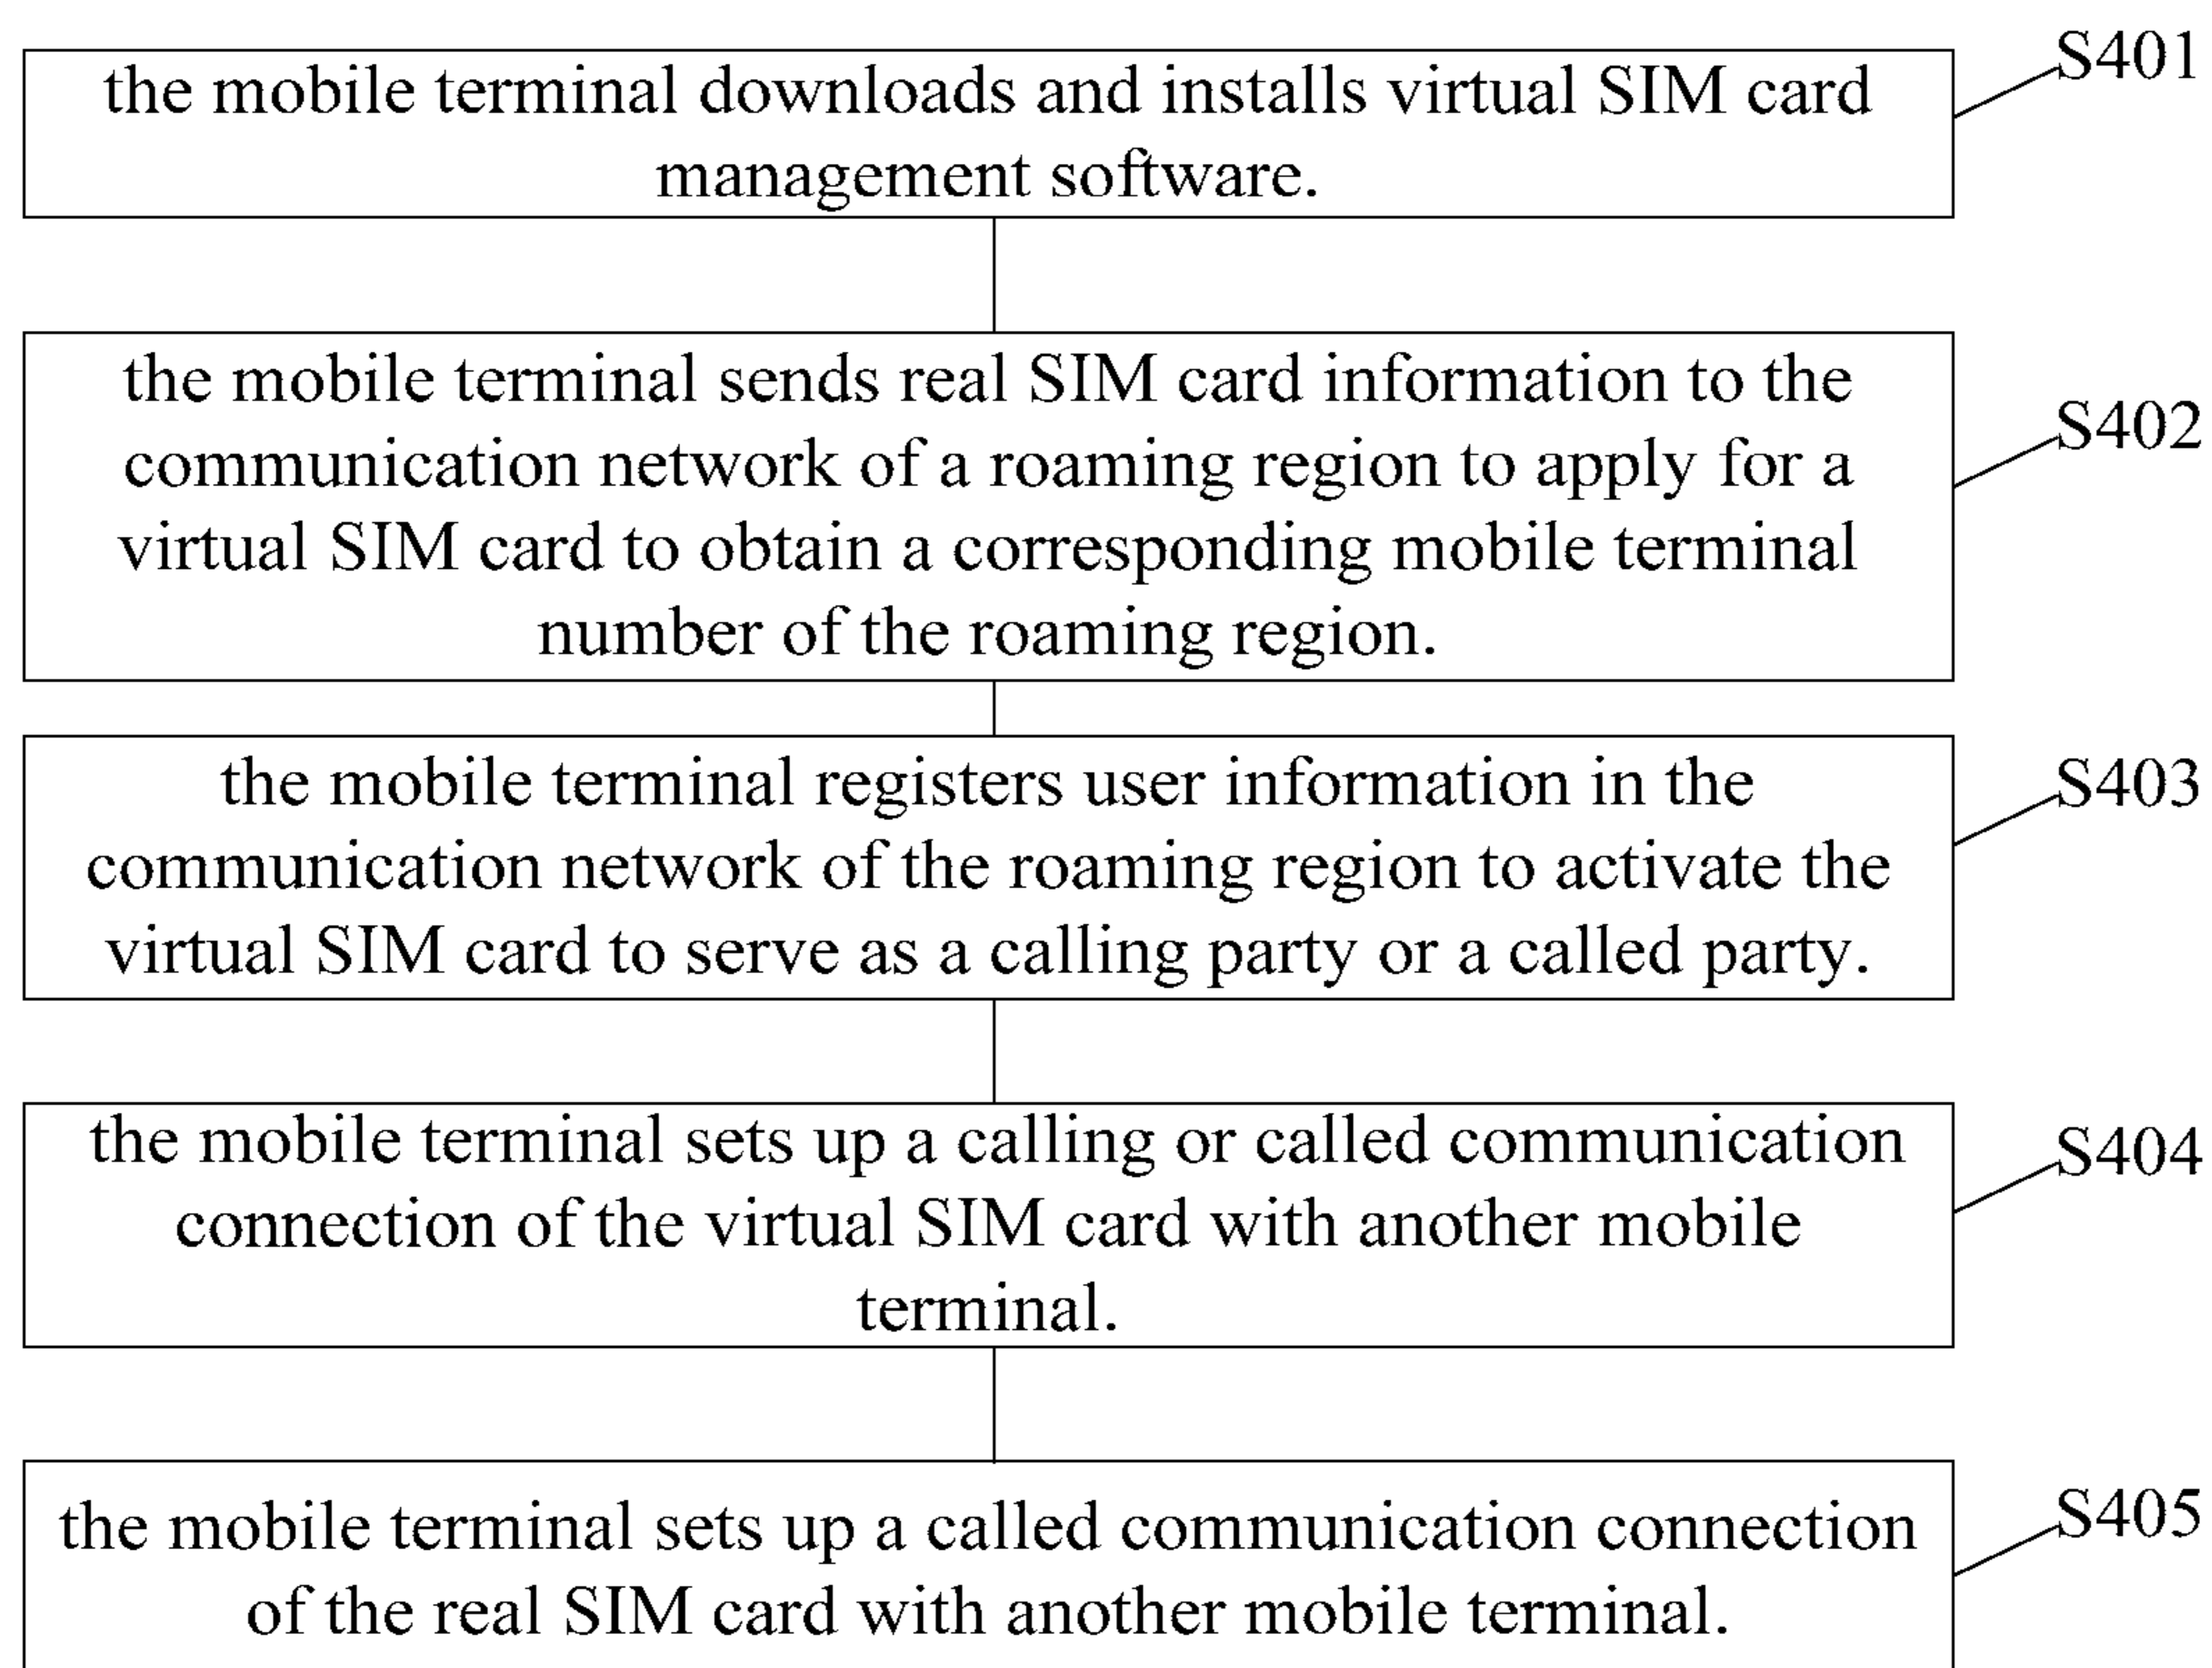 the mobile terminal downloads and installs virtual SIM card
management software.
S401
the mobile terminal sends real SIM card information to the
communication network of a roaming region to apply for a
virtual SIM card to obtain a corresponding mobile terminal
number of the roaming region.
S402
the mobile terminal registers user information in the
communication network of the roaming region to activate the
virtual SIM card to serve as a calling party or a called party.
S403
the mobile terminal sets up a calling or called communication
connection of the virtual SIM card with another mobile
terminal.
S404
the mobile terminal sets up a called communication connection
of the real SIM card with another mobile terminal.
S405